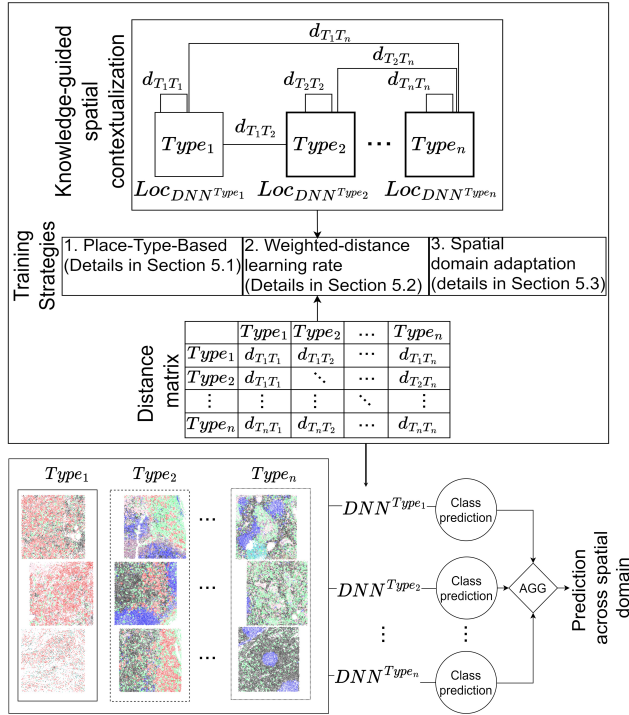 Knowledge-guided
spatial
contextualization
d_{T_1T_n}
d_{T_2T_n}
d_{T_1T_1} d_{T_2T_2} d_{T_nT_n}
d_{T_1T_2}
Type_1 Type_2 ··· Type_n
Loc_{DNN^{Type_1}} Loc_{DNN^{Type_2}} Loc_{DNN^{Type_n}}
Training
Strategies
1. Place-Type-Based
(Details in Section 5.1)
2. Weighted-distance
learning rate
(Details in Section 5.2)
3. Spatial
domain adaptation
(details in Section 5.3)
Distance
matrix
Type_1 Type_2 ··· Type_n
Type_1 d_{T_1T_1} d_{T_1T_2} ··· d_{T_1T_n}
Type_2 d_{T_1T_1} ⋱ ··· d_{T_2T_n}
⋮ ⋮ ⋮ ⋱ ⋮
Type_n d_{T_nT_1} d_{T_nT_2} ··· d_{T_nT_n}
Type_1 Type_2 Type_n
···
···
···
DNN^{Type_1}
Class
prediction
DNN^{Type_2}
Class
prediction
⋮ ⋮
DNN^{Type_n}
Class
prediction
AGG
Prediction
across spatial
domain